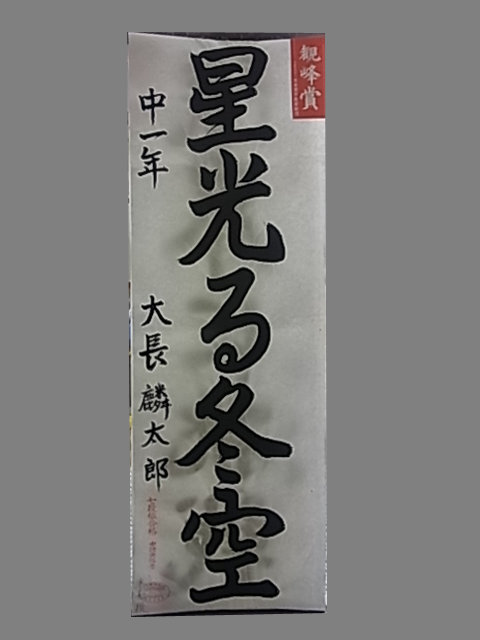 観峰賞
星光る冬空
中一年 大長麟太郎